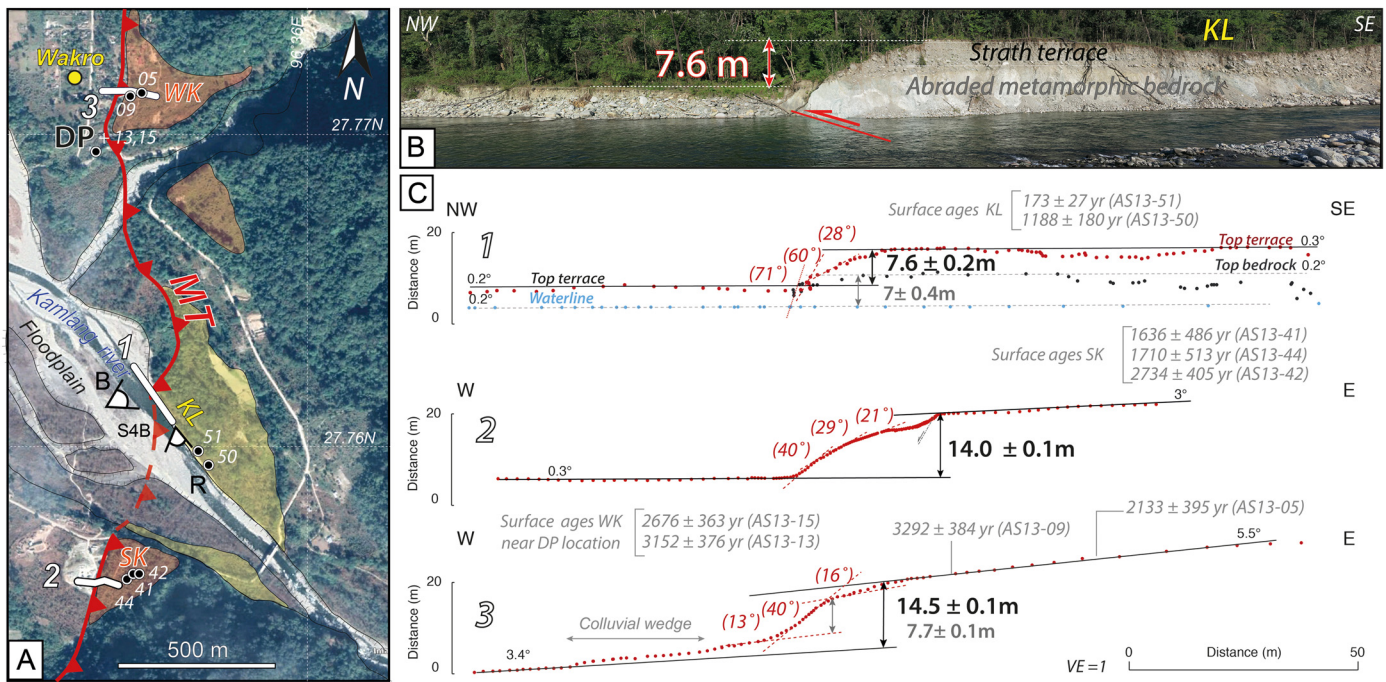 Wakro
96.36E
N
3
05
WK
09
27.77N
DP
13,15
MT
Kamlang river
Floodplain
1
B
KL
S4B
27.76N
51
50
R
SK
2
42
41
44
500 m
A
NW
KL
SE
7.6 m
Strath terrace
Abraded metamorphic bedrock
B
C
NW
Surface ages KL
173 ± 27 yr (AS13-51)
1188 ± 180 yr (AS13-50)
SE
1
20
Distance (m)
0
(28°)
(60°)
(71°)
Top terrace
0.3°
0.2°
Top terrace
7.6 ± 0.2m
Top bedrock
0.2°
0.2°
Waterline
7± 0.4m
Surface ages SK
1636 ± 486 yr (AS13-41)
1710 ± 513 yr (AS13-44)
2734 ± 405 yr (AS13-42)
W
E
2
20
Distance (m)
0
(21°)
(29°)
(40°)
3°
0.3°
14.0 ± 0.1m
Surface ages WK
near DP location
2676 ± 363 yr (AS13-15)
3152 ± 376 yr (AS13-13)
3292 ± 384 yr (AS13-09)
2133 ± 395 yr (AS13-05)
W
E
3
20
Distance (m)
0
5.5°
(16°)
(40°)
(13°)
Colluvial wedge
3.4°
14.5 ± 0.1m
7.7± 0.1m
VE=1
0
Distance (m)
50